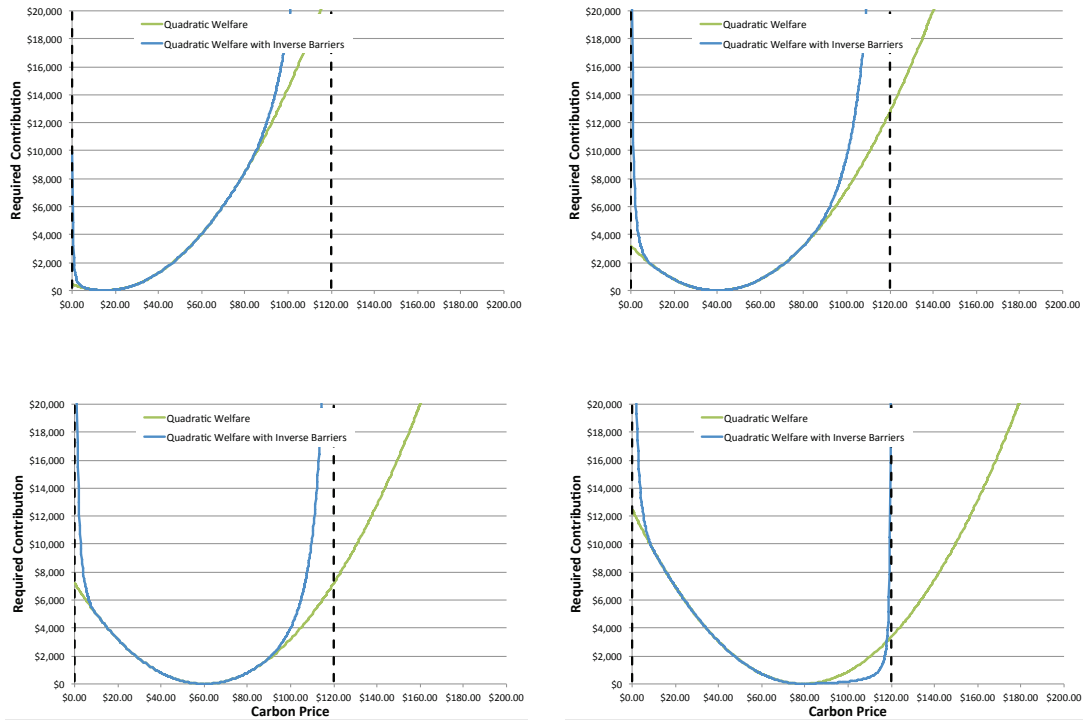 $20,000
$18,000
$16,000
$14,000
$12,000
$10,000
$8,000
$6,000
$4,000
$2,000
$0
Required Contribution
Quadratic Welfare
Quadratic Welfare with Inverse Barriers
$0.00 $20.00 $40.00 $60.00 $80.00 $100.00 $120.00 $140.00 $160.00 $180.00 $200.00
$20,000
$18,000
$16,000
$14,000
$12,000
$10,000
$8,000
$6,000
$4,000
$2,000
$0
Required Contribution
Quadratic Welfare
Quadratic Welfare with Inverse Barriers
$0.00 $20.00 $40.00 $60.00 $80.00 $100.00 $120.00 $140.00 $160.00 $180.00 $200.00
$20,000
$18,000
$16,000
$14,000
$12,000
$10,000
$8,000
$6,000
$4,000
$2,000
$0
Required Contribution
Quadratic Welfare
Quadratic Welfare with Inverse Barriers
$0.00 $20.00 $40.00 $60.00 $80.00 $100.00 $120.00 $140.00 $160.00 $180.00 $200.00
Carbon Price
$20,000
$18,000
$16,000
$14,000
$12,000
$10,000
$8,000
$6,000
$4,000
$2,000
$0
Required Contribution
Quadratic Welfare
Quadratic Welfare with Inverse Barriers
$0.00 $20.00 $40.00 $60.00 $80.00 $100.00 $120.00 $140.00 $160.00 $180.00 $200.00
Carbon Price